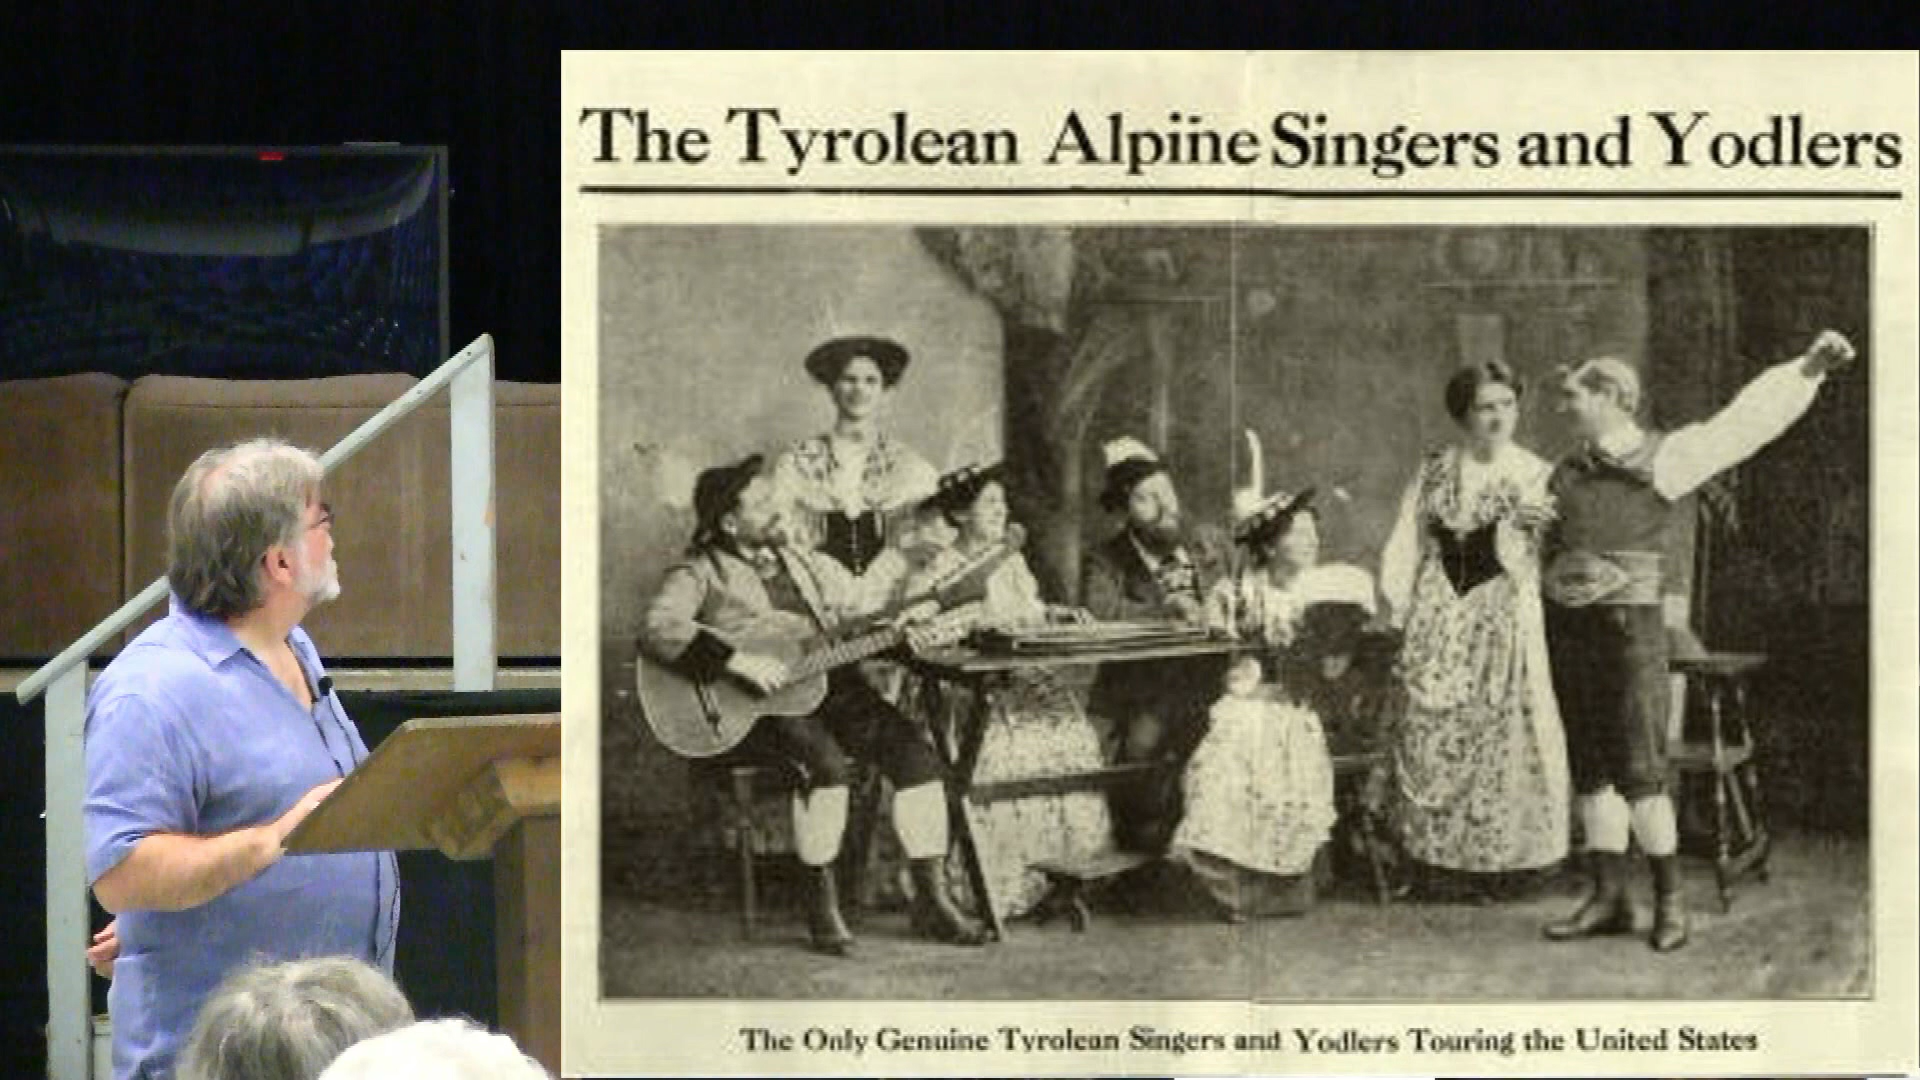 The Tyrolean Alpine Singers and Yodlers
The Only Genuine Tyrolean Singers and Yodlers Touring the United States